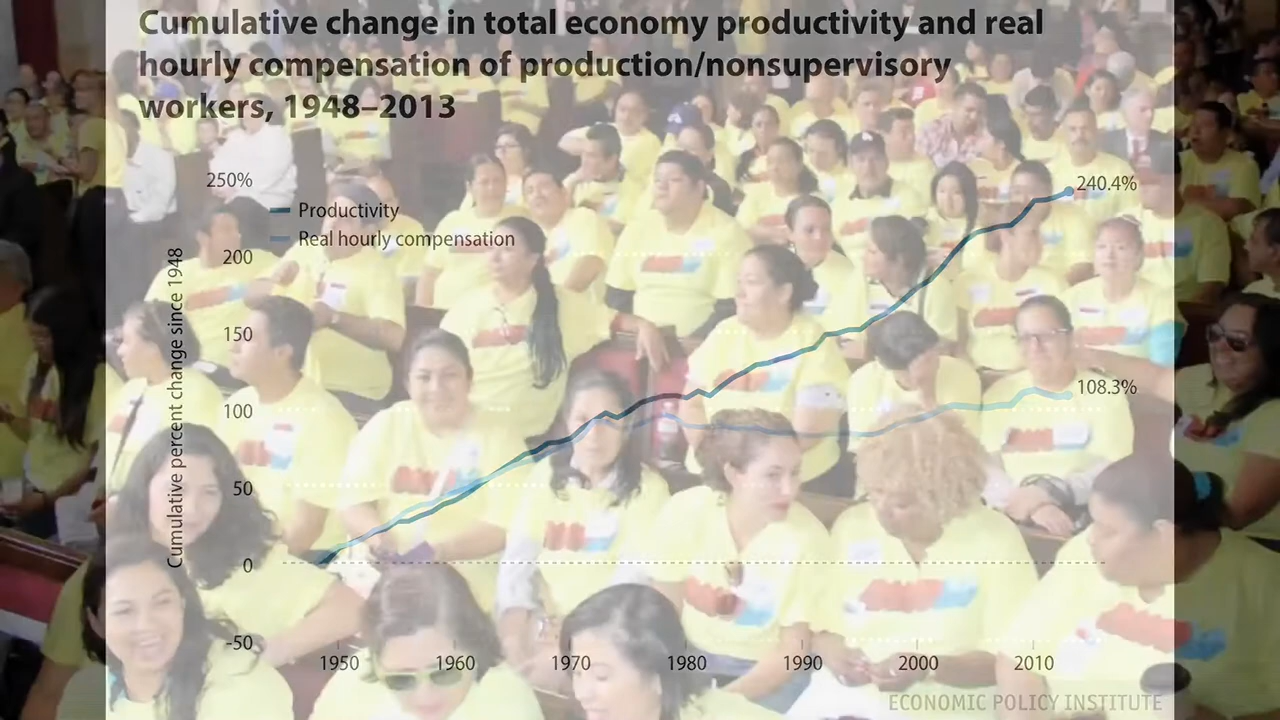 Cumulative change in total economy productivity and real
hourly compensation of production/nonsupervisory
workers, 1948–2013
Cumulative percent change since 1948
250%
200
150
100
50
0
-50
Productivity
Real hourly compensation
240.4%
108.3%
1950 1960 1970 1980 1990 2000 2010
ECONOMIC POLICY INSTITUTE